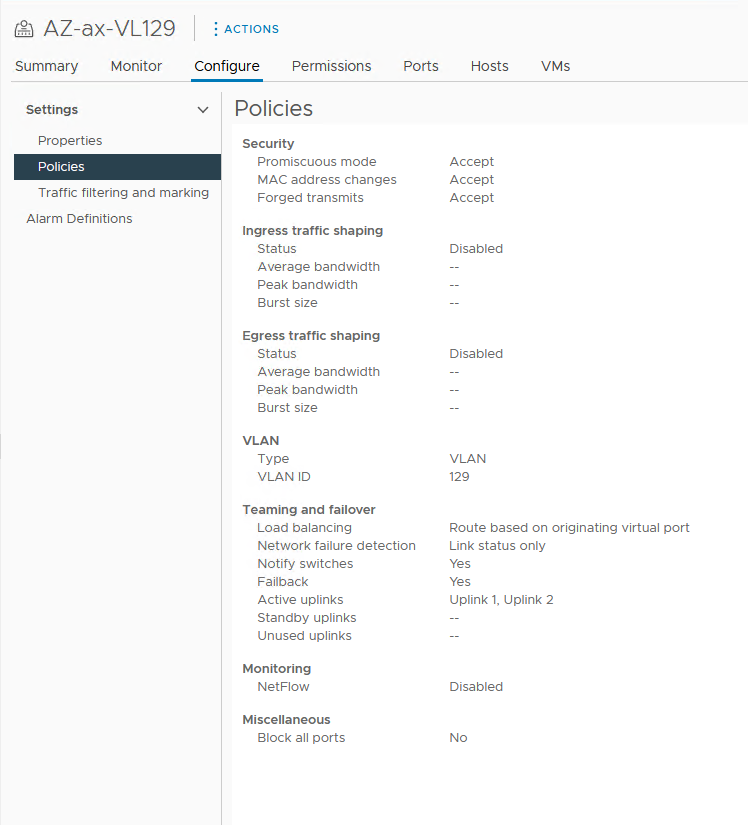 AZ-ax-VL129
ACTIONS
Summary Monitor Configure Permissions Ports Hosts VMs
Settings
Properties
Policies
Traffic filtering and marking
Alarm Definitions
Policies
Security
Promiscuous mode Accept
MAC address changes Accept
Forged transmits Accept
Ingress traffic shaping
Status Disabled
Average bandwidth --
Peak bandwidth --
Burst size --
Egress traffic shaping
Status Disabled
Average bandwidth --
Peak bandwidth --
Burst size --
VLAN
Type VLAN
VLAN ID 129
Teaming and failover
Load balancing Route based on originating virtual port
Network failure detection Link status only
Notify switches Yes
Failback Yes
Active uplinks Uplink 1, Uplink 2
Standby uplinks --
Unused uplinks --
Monitoring
NetFlow Disabled
Miscellaneous
Block all ports No